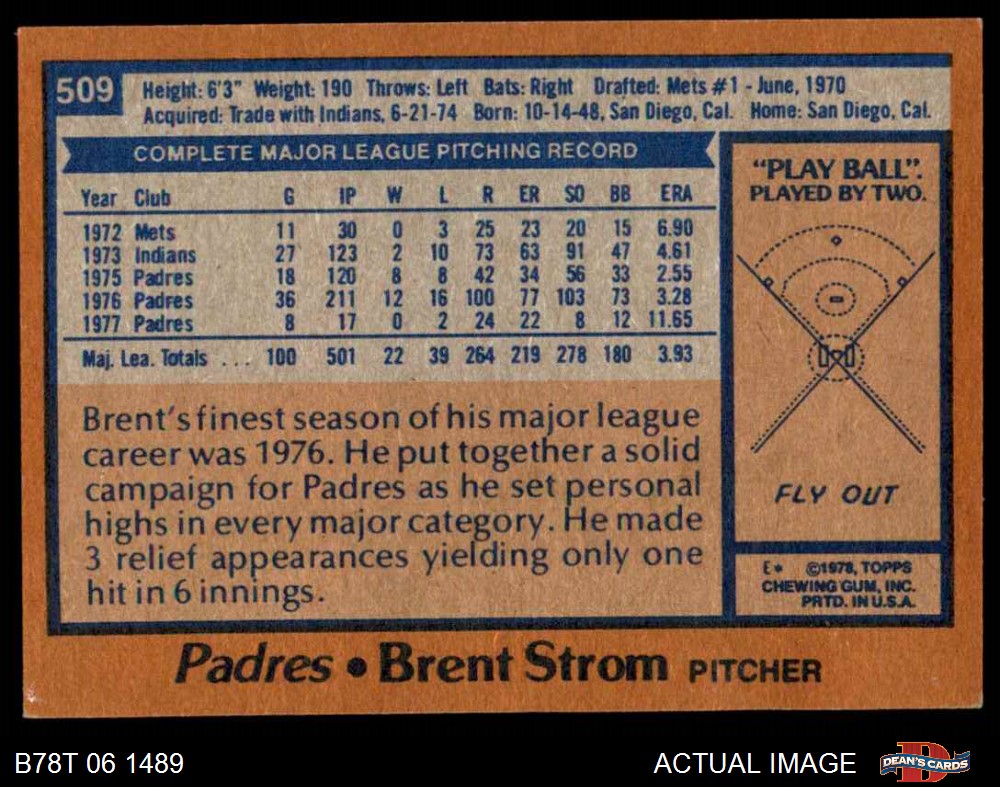 509
Height: 6'3" Weight: 190 Throws: Left Bats: Right Drafted: Mets #1 - June, 1970
Acquired: Trade with Indians, 6-21-74 Born: 10-14-48, San Diego, Cal. Home: San Diego, Cal.
COMPLETE MAJOR LEAGUE PITCHING RECORD
Year Club G IP W L R ER SO BB ERA
1972 Mets 11 30 0 3 25 23 20 15 6.90
1973 Indians 27 123 2 10 73 63 91 47 4.61
1975 Padres 18 120 8 8 42 34 56 33 2.55
1976 Padres 36 211 12 16 100 77 103 73 3.28
1977 Padres 8 17 0 2 24 22 8 12 11.65
Maj. Lea. Totals ... 100 501 22 39 264 219 278 180 3.93
Brent's finest season of his major league
career was 1976. He put together a solid
campaign for Padres as he set personal
highs in every major category. He made
3 relief appearances yielding only one
hit in 6 innings.
"PLAY BALL".
PLAYED BY TWO.
FLY OUT
E* ©1978, TOPPS
CHEWING GUM, INC.
PRTD. IN U.S.A.
Padres • Brent Strom PITCHER
B78T 06 1489
ACTUAL IMAGE
D
DEAN'S CARDS